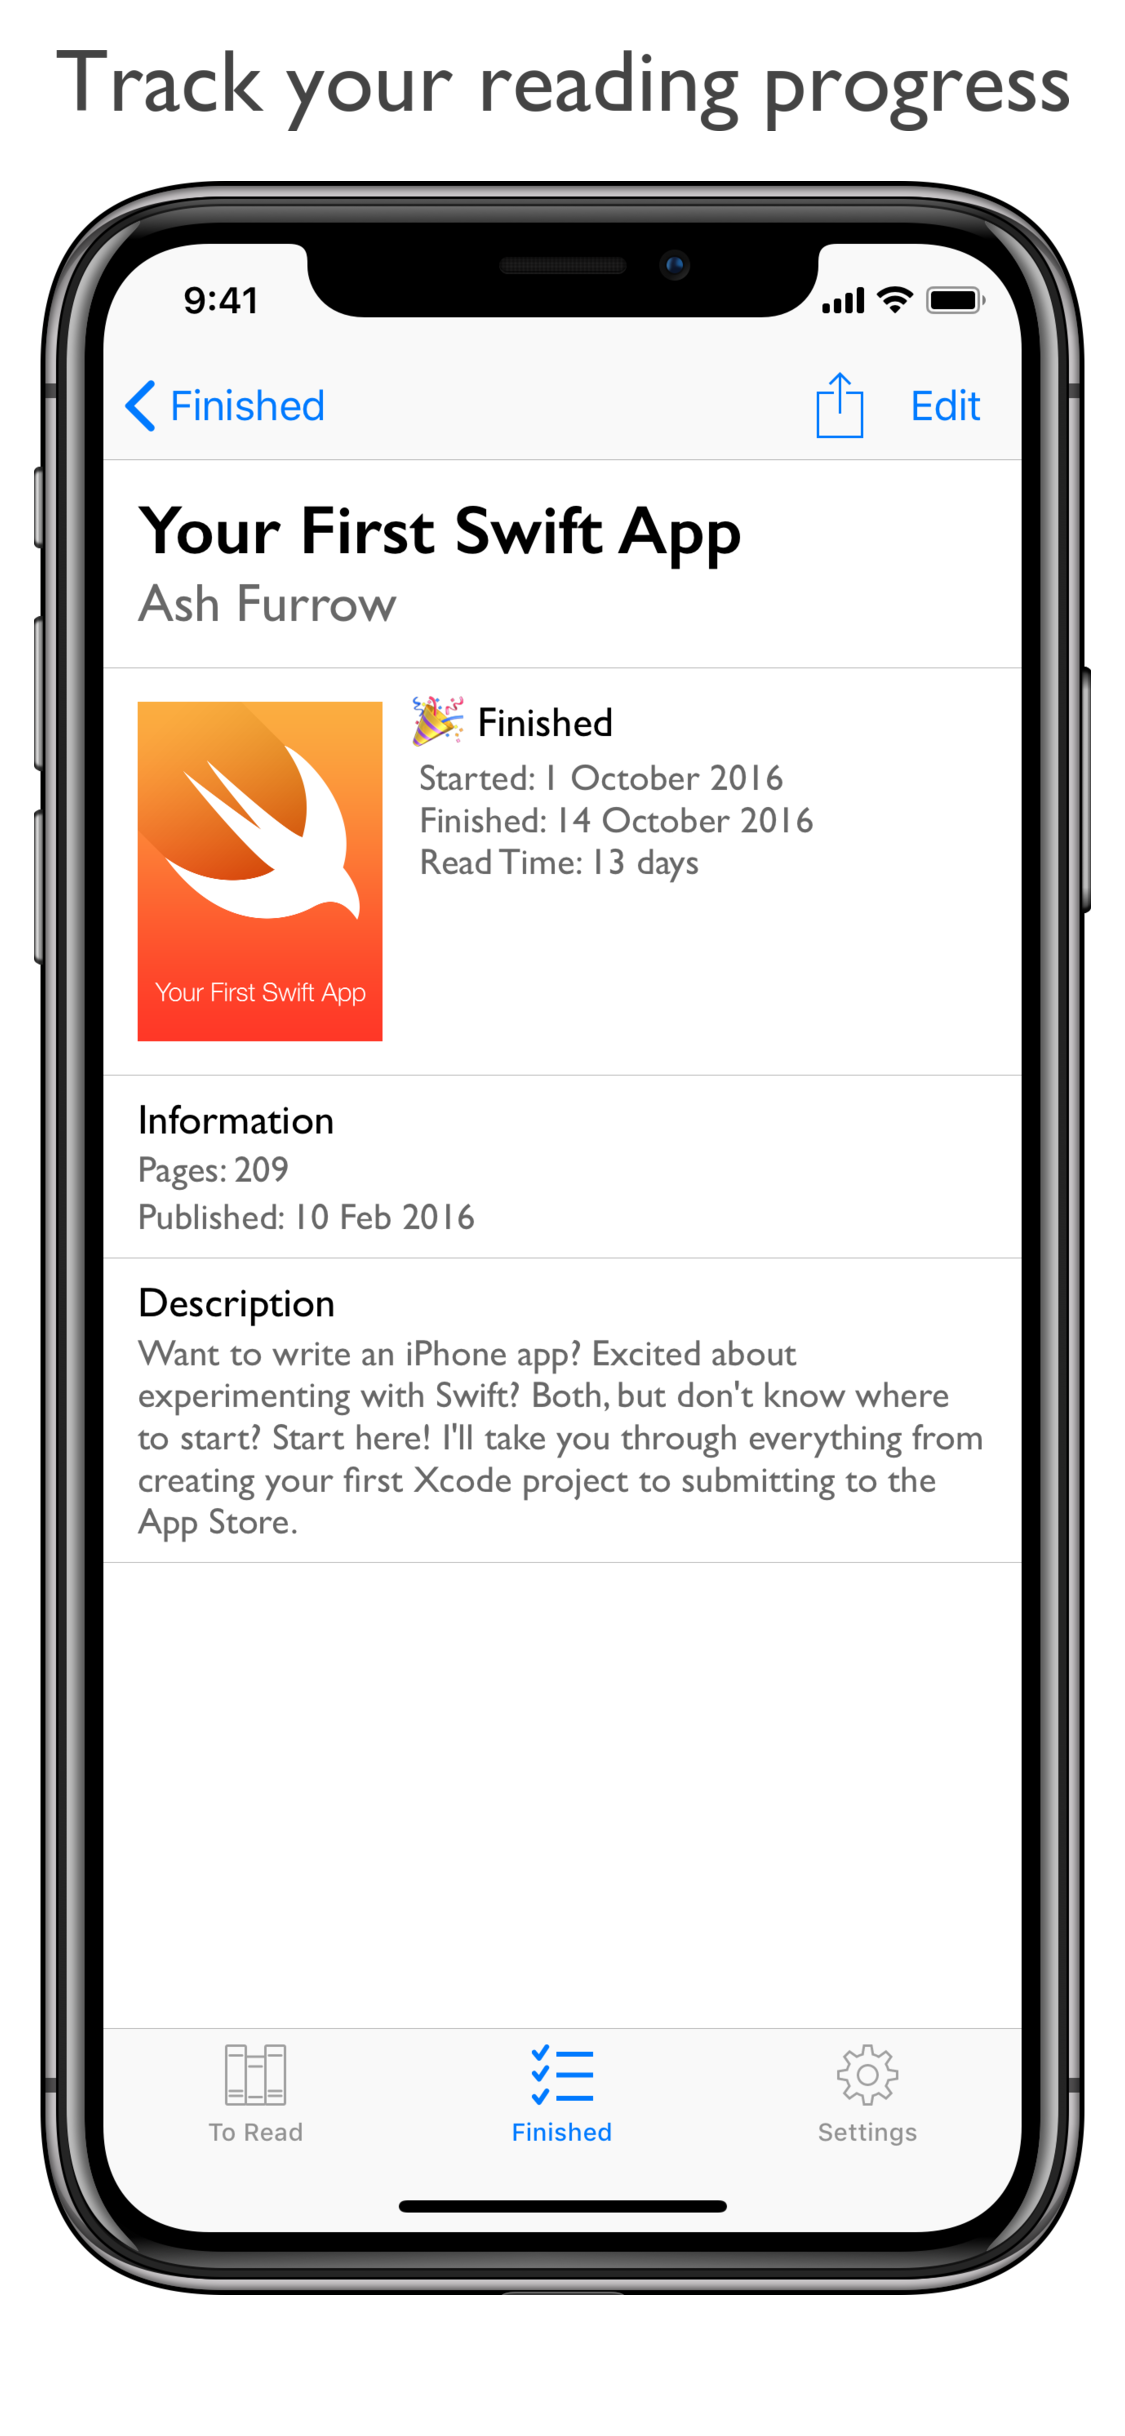 Track your reading progress
9:41
Finished
Edit
Your First Swift App
Ash Furrow
🎉 Finished
Started: 1 October 2016
Finished: 14 October 2016
Read Time: 13 days
Your First Swift App
Information
Pages: 209
Published: 10 Feb 2016
Description
Want to write an iPhone app? Excited about
experimenting with Swift? Both, but don't know where
to start? Start here! I'll take you through everything from
creating your first Xcode project to submitting to the
App Store.
To Read
Finished
Settings